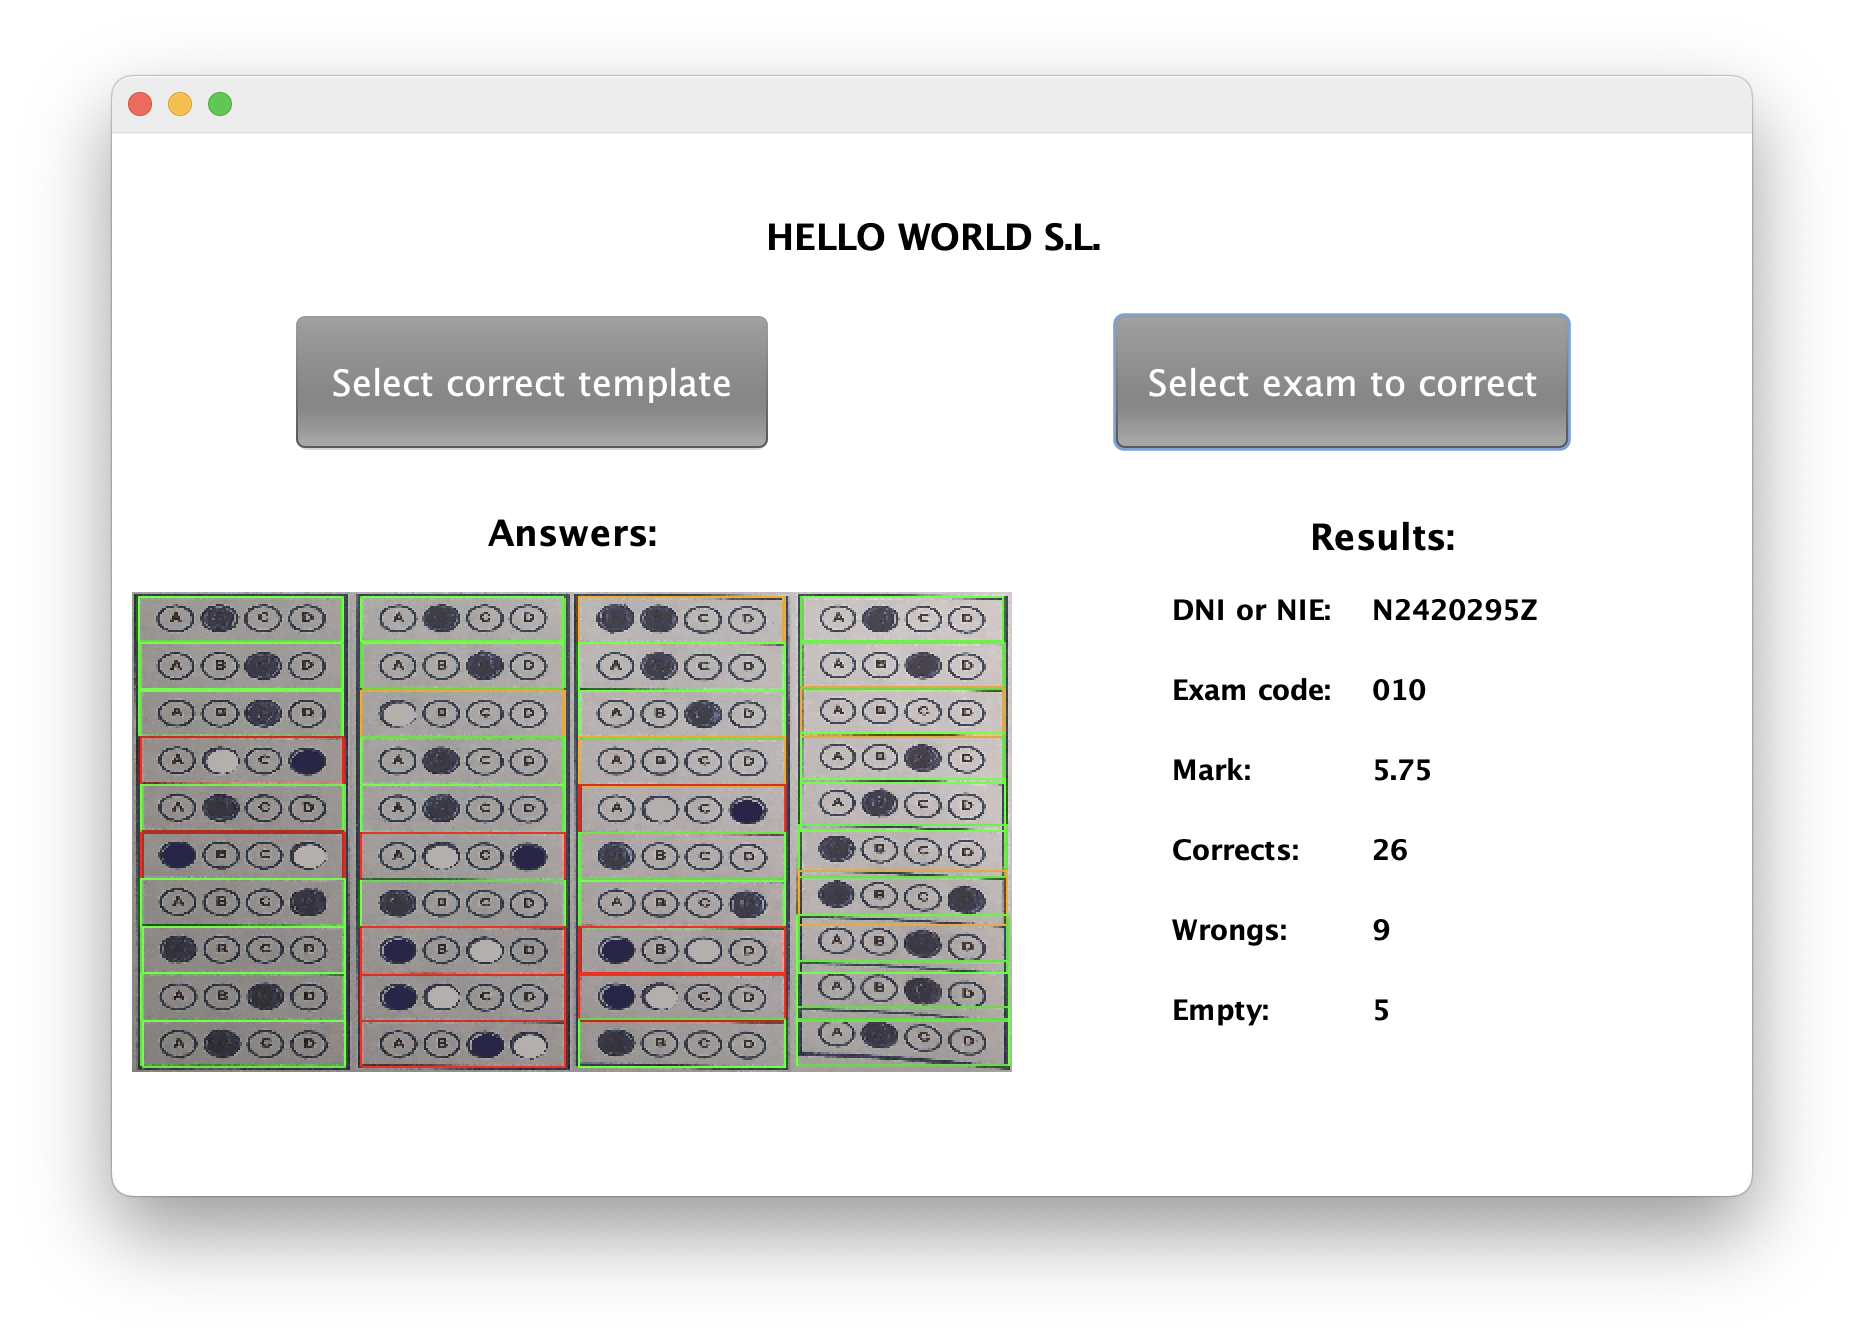 HELLO WORLD S.L.
Select correct template
Select exam to correct
Answers:
A C D A C D C D A C D
A B D A B D A C D A B D
A B D B C D A B D A B C D
A C A C D A B C D A B D
A C D A C D A C A C D
B C A C B C D B C D
A B C B C D A B C B C
B C D B D B D A B D
A B D C D C D A B D
A C D A B B C D A C D
Results:
DNI or NIE: N2420295Z
Exam code: 010
Mark: 5.75
Corrects: 26
Wrongs: 9
Empty: 5